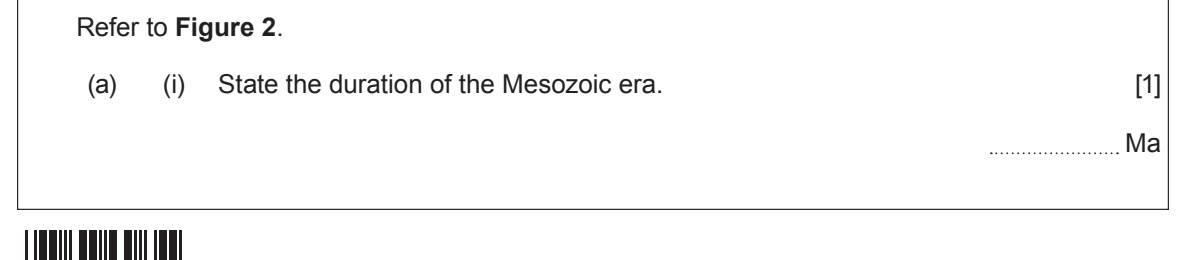 Refer to Figure 2.
(a) (i) State the duration of the Mesozoic era. [1]
........................ Ma